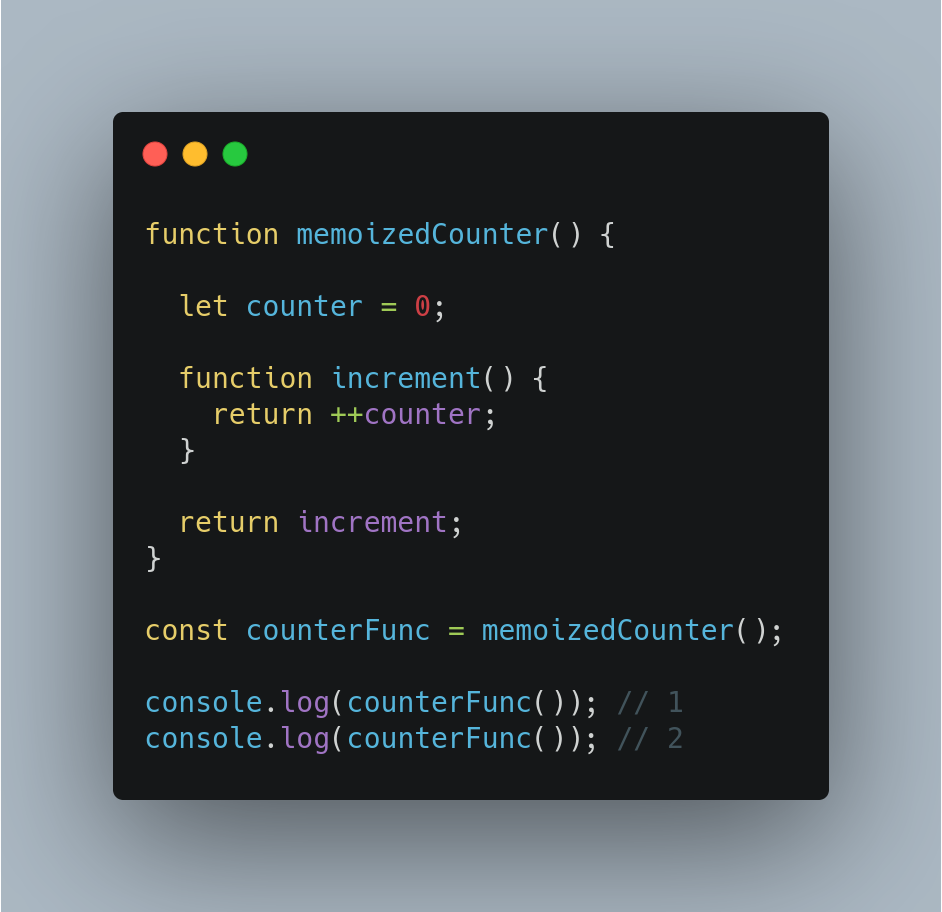 function memoizedCounter() {
let counter = 0;
function increment() {
return ++counter;
}
return increment;
}
const counterFunc = memoizedCounter();
console.log(counterFunc()); // 1
console.log(counterFunc()); // 2